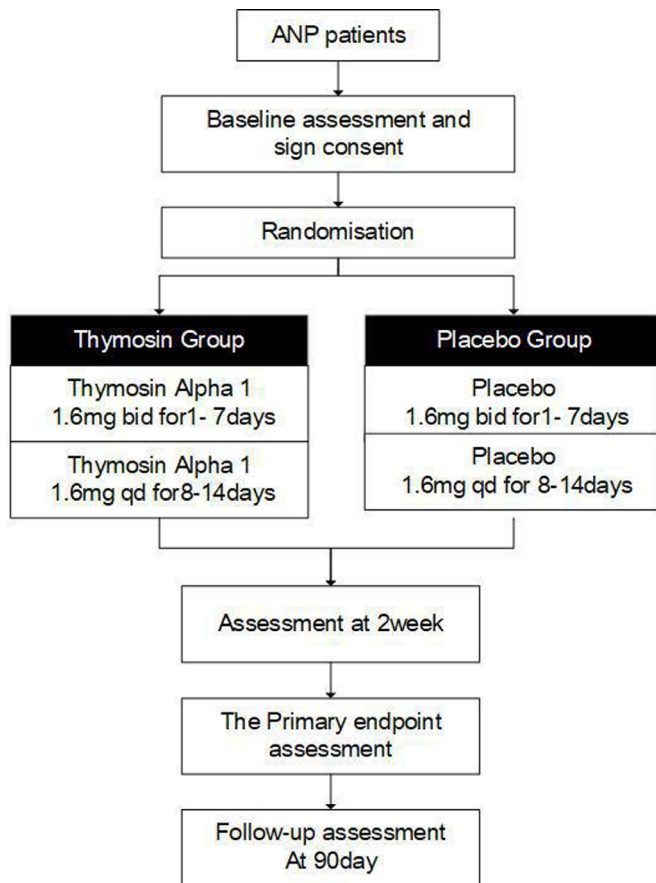 ANP patients
Baseline assessment and
sign consent
Randomisation
Thymosin Group
Thymosin Alpha 1
1.6mg bid for1- 7days
Thymosin Alpha 1
1.6mg qd for8-14days
Placebo Group
Placebo
1.6mg bid for1- 7days
Placebo
1.6mg qd for 8-14days
Assessment at 2week
The Primary endpoint
assessment
Follow-up assessment
At 90day